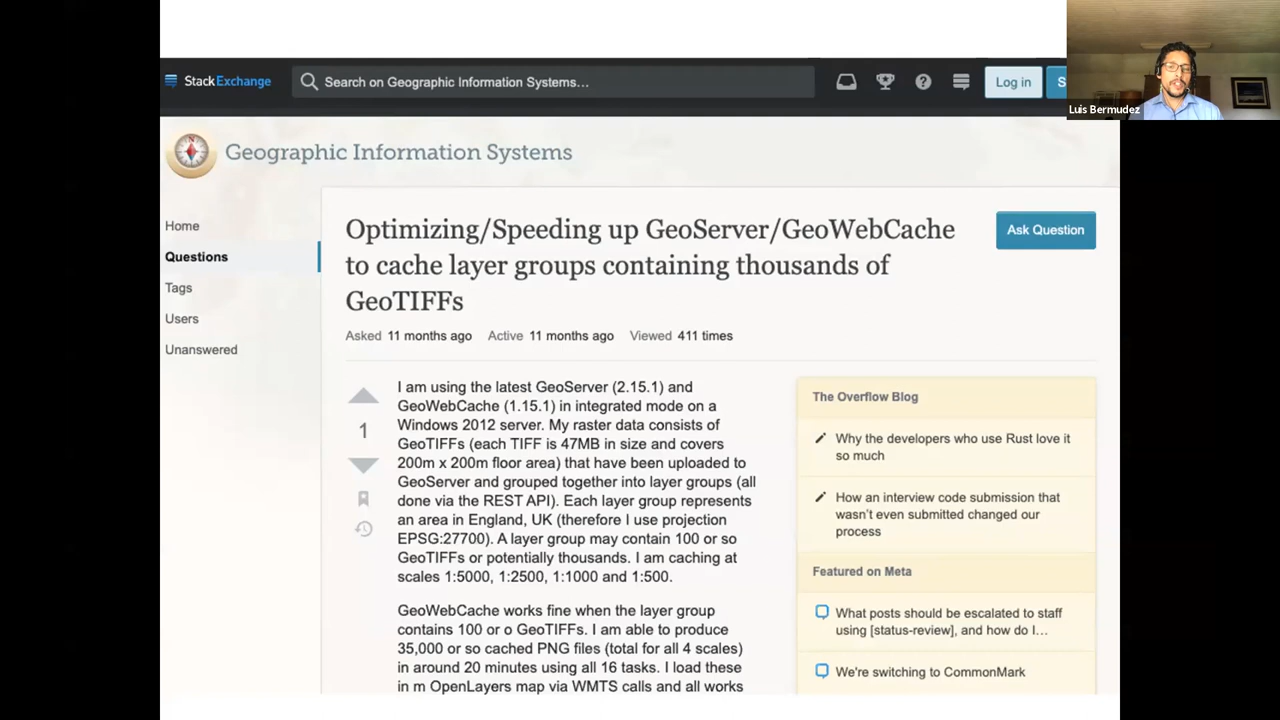 StackExchange
Search on Geographic Information Systems...
Log in
S
Luis Bermudez
Geographic Information Systems
Home
Questions
Tags
Users
Unanswered
Optimizing/Speeding up GeoServer/GeoWebCache
to cache layer groups containing thousands of
GeoTIFFs
Ask Question
Asked 11 months ago Active 11 months ago Viewed 411 times
1
I am using the latest GeoServer (2.15.1) and
GeoWebCache (1.15.1) in integrated mode on a
Windows 2012 server. My raster data consists of
GeoTIFFs (each TIFF is 47MB in size and covers
200m x 200m floor area) that have been uploaded to
GeoServer and grouped together into layer groups (all
done via the REST API). Each layer group represents
an area in England, UK (therefore I use projection
EPSG:27700). A layer group may contain 100 or so
GeoTIFFs or potentially thousands. I am caching at
scales 1:5000, 1:2500, 1:1000 and 1:500.
GeoWebCache works fine when the layer group
contains 100 or o GeoTIFFs. I am able to produce
35,000 or so cached PNG files (total for all 4 scales)
in around 20 minutes using all 16 tasks. I load these
in m OpenLayers map via WMTS calls and all works
The Overflow Blog
Why the developers who use Rust love it
so much
How an interview code submission that
wasn't even submitted changed our
process
Featured on Meta
What posts should be escalated to staff
using [status-review], and how do I...
We're switching to CommonMark